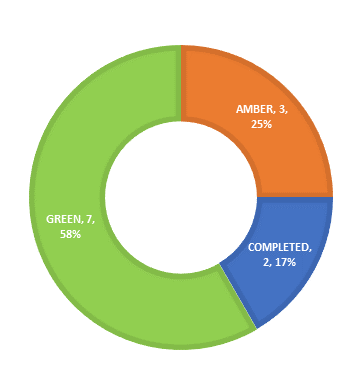 AMBER, 3,
25%
GREEN, 7,
58%
COMPLETED,
2, 17%